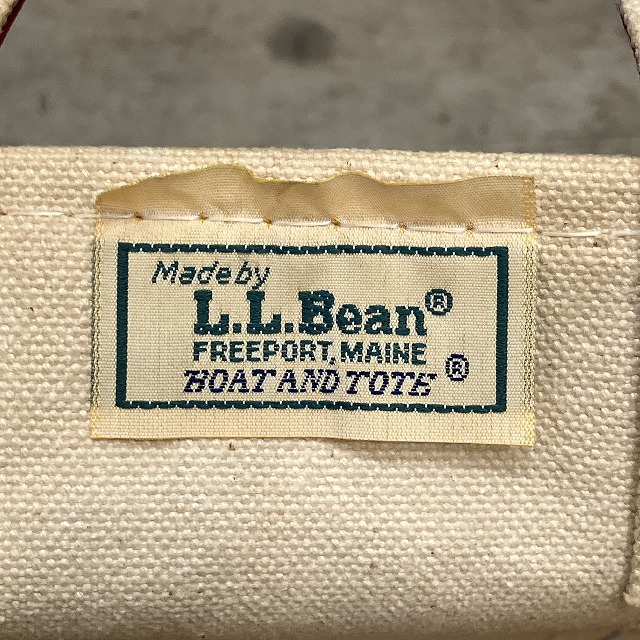 Made by
L.L.Bean®
FREEPORT, MAINE
BOAT AND TOTE ®